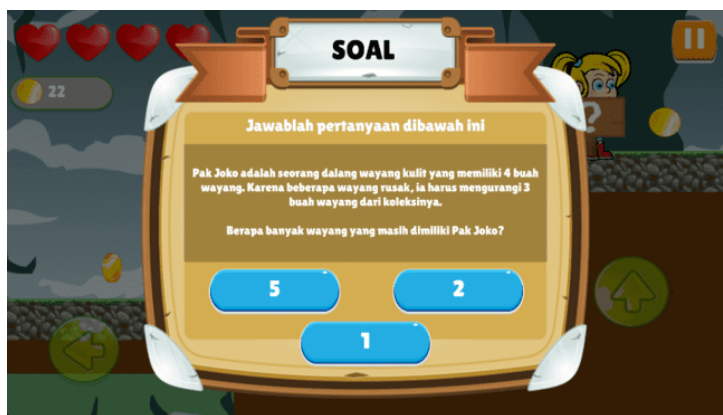 SOAL
22
Jawablah pertanyaan dibawah ini
Pak Joko adalah seorang dalang wayang kulit yang memiliki 4 buah
wayang. Karena beberapa wayang rusak, ia harus mengurangi 3
buah wayang dari koleksinya.
Berapa banyak wayang yang masih dimiliki Pak Joko?
5
2
1
?